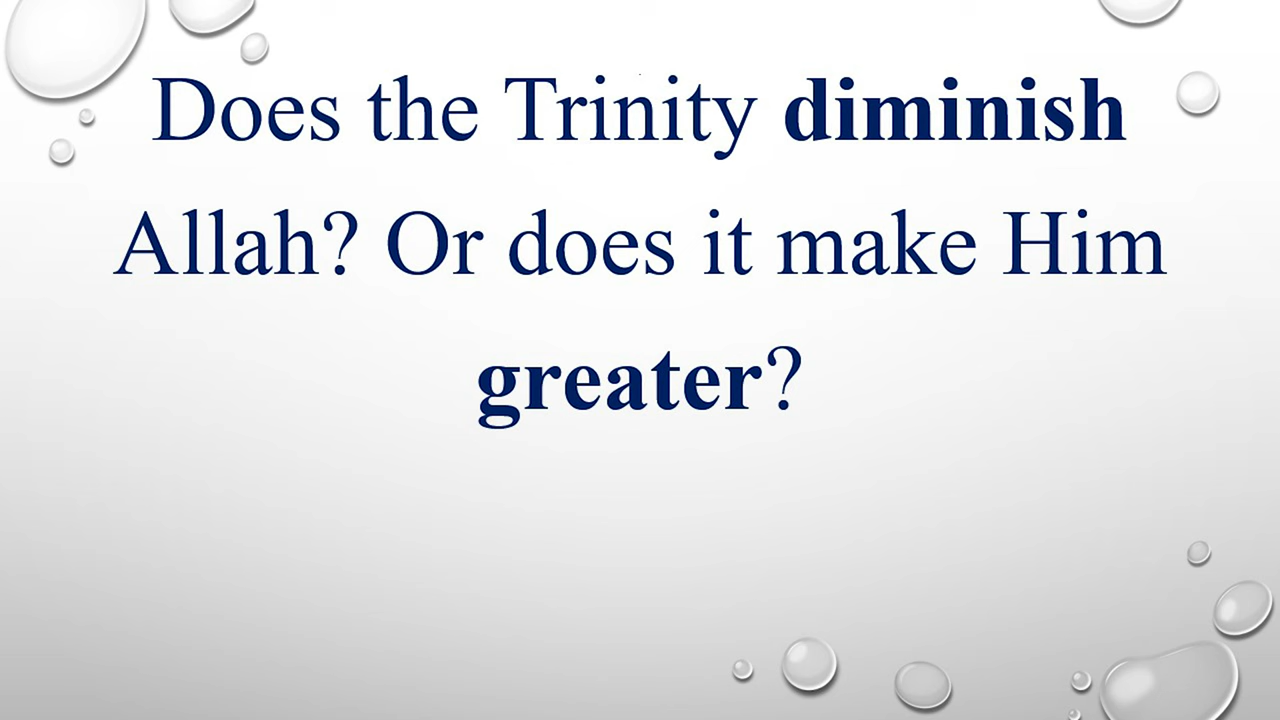 Does the Trinity diminish
Allah? Or does it make Him
greater?